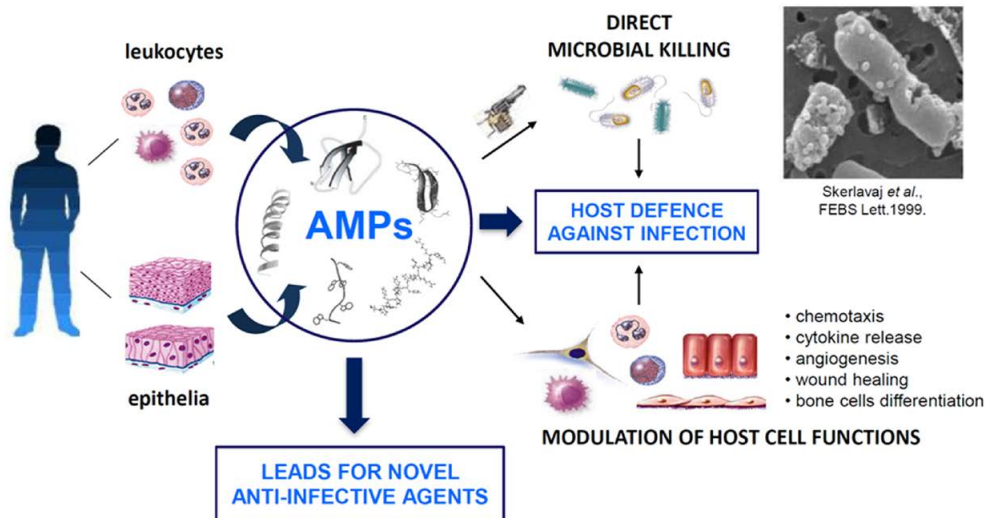 leukocytes
epithelia
AMPs
DIRECT
MICROBIAL KILLING
Skerlavaj et al.,
FEBS Lett.1999.
HOST DEFENCE
AGAINST INFECTION
• chemotaxis
• cytokine release
• angiogenesis
• wound healing
• bone cells differentiation
MODULATION OF HOST CELL FUNCTIONS
LEADS FOR NOVEL
ANTI-INFECTIVE AGENTS